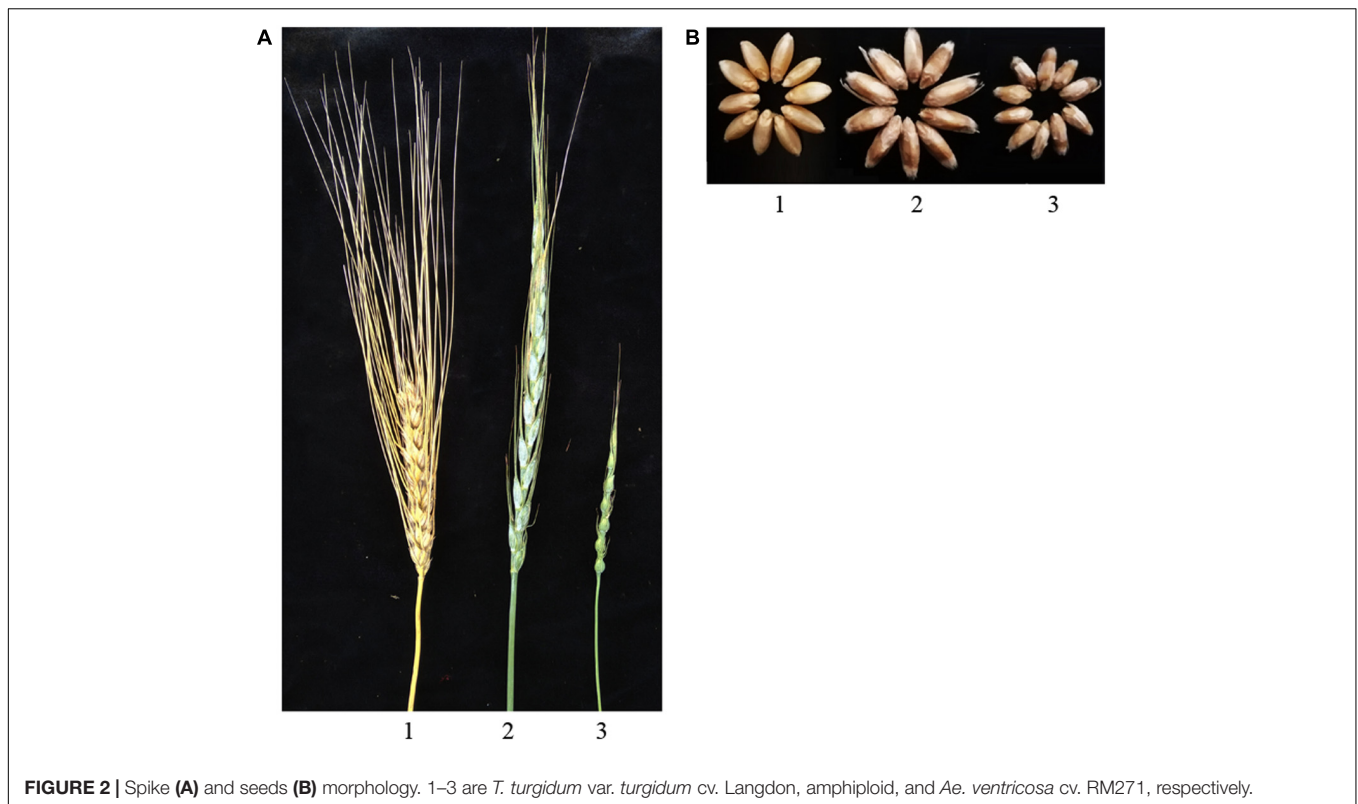 A
B
1 2 3
1 2 3
FIGURE 2 | Spike (A) and seeds (B) morphology. 1–3 are T. turgidum var. turgidum cv. Langdon, amphiploid, and Ae. ventricosa cv. RM271, respectively.